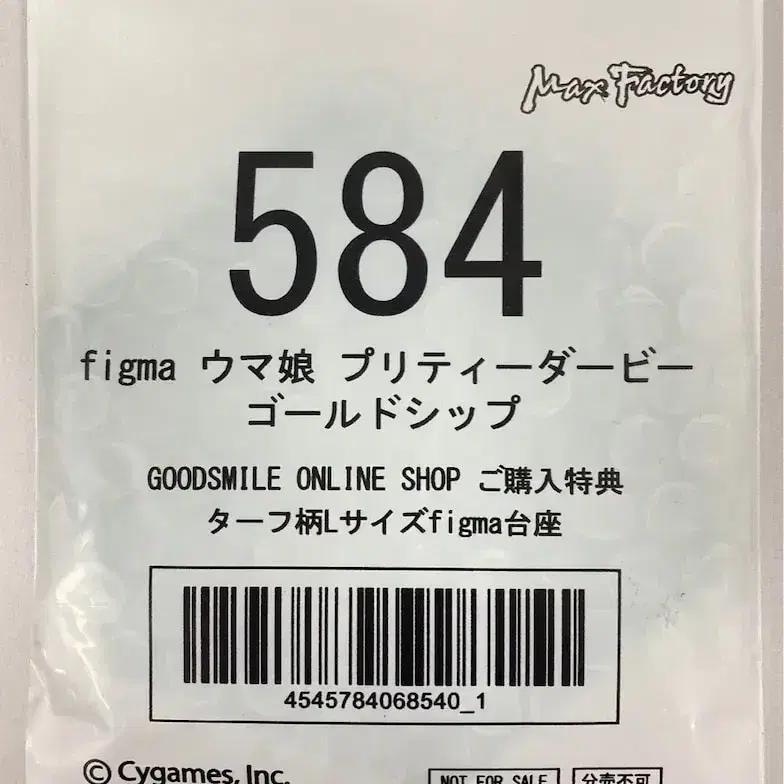 Max Factory
584
figma ウマ娘 プリティーダービー
ゴールドシップ
GOODSMILE ONLINE SHOP ご購入特典
ターフ柄Lサイズfigma台座
4545784068540_1
© Cygames, Inc.
NOT FOR SALE 分売不可